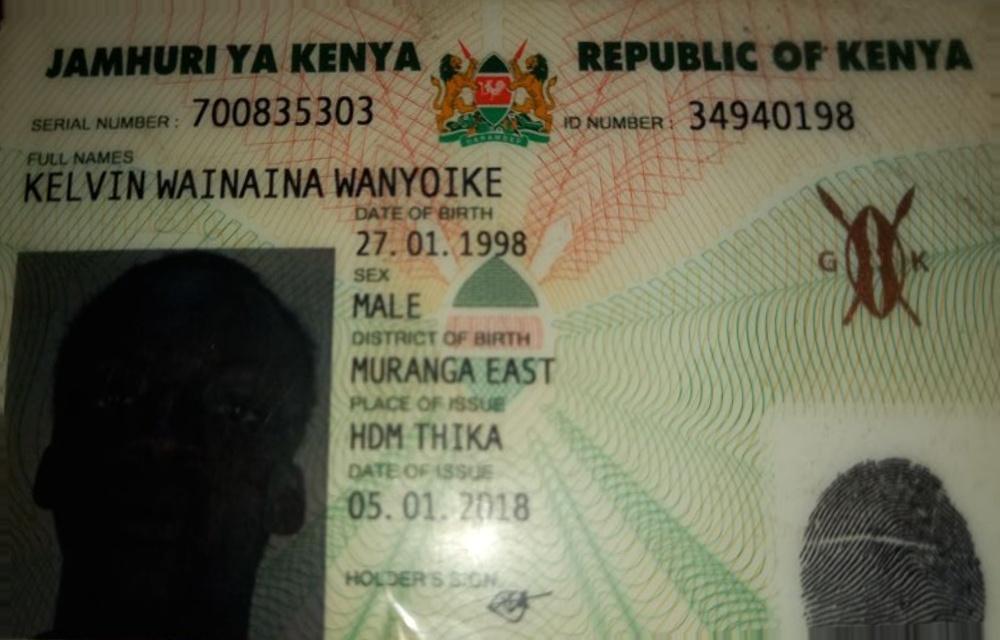 JAMHURI YA KENYA REPUBLIC OF KENYA
SERIAL NUMBER: 700835303 ID NUMBER: 34940198
FULL NAMES
KELVIN WAINAINA WANYOIKE
DATE OF BIRTH
27.01.1998
SEX
MALE
G K
DISTRICT OF BIRTH
MURANGA EAST
PLACE OF ISSUE
HDM THIKA
DATE OF ISSUE
05.01.2018
HOLDER'S SIGN